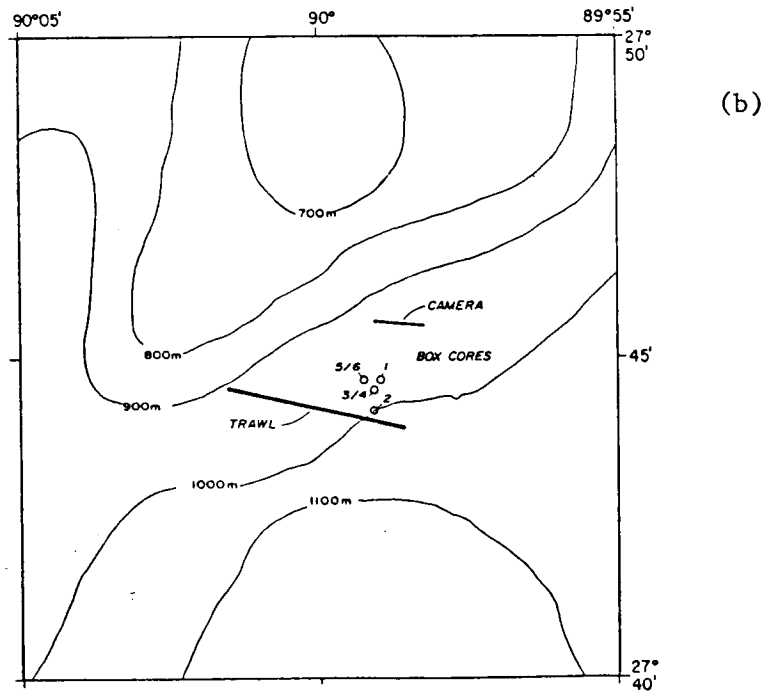 90°05'
90°
89°55'
27°
50'
(b)
700m
CAMERA
800m
BOX CORES
45'
5/6
1
3/4
2
900m
TRAWL
1000m
1100m
27°
40'